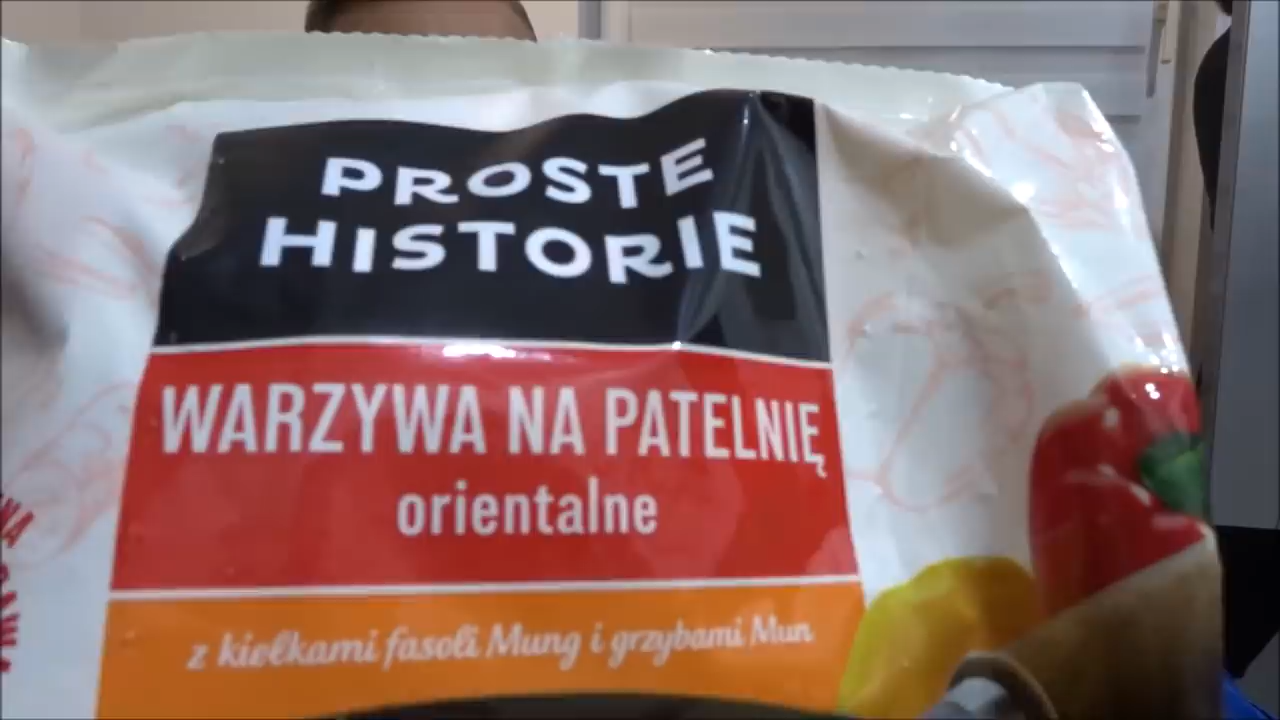 PROSTE
HISTORIE
WARZYWA NA PATELNIĘ
orientalne
z kiełkami fasoli Mung i grzybami Mun